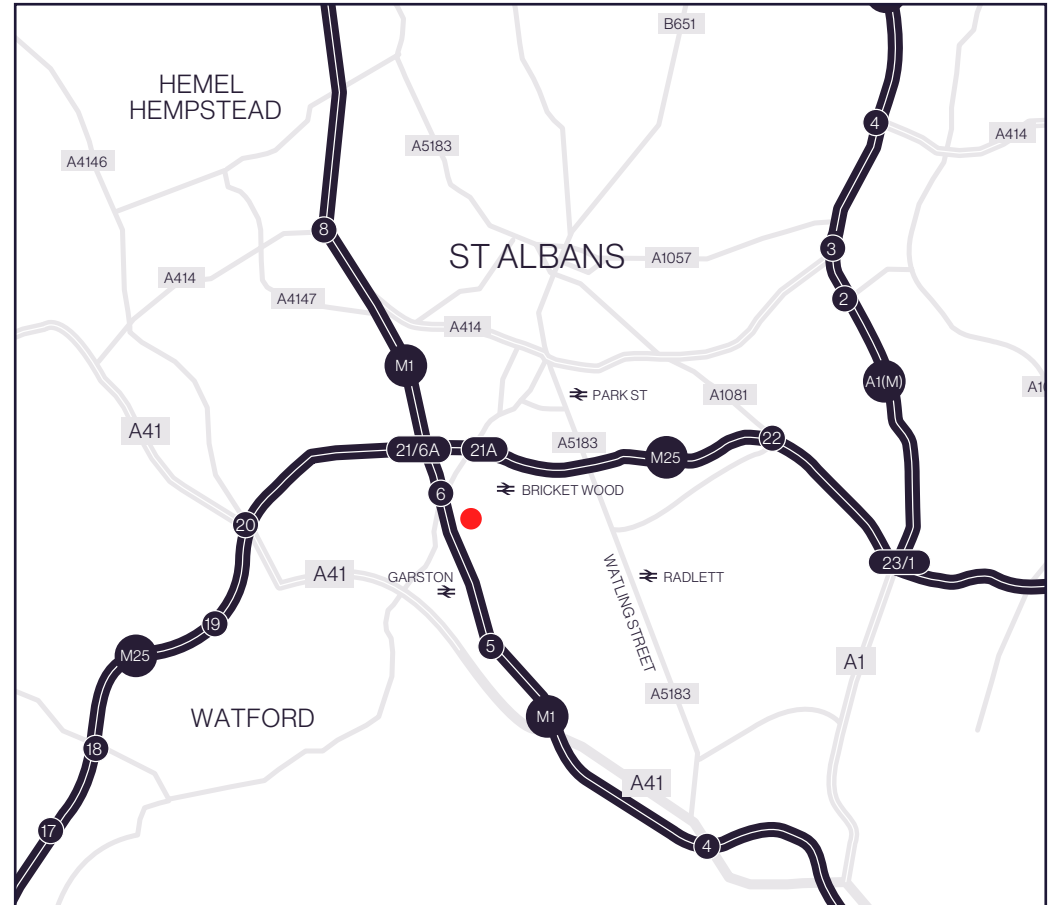 B651
HEMEL
HEMPSTEAD
4
A414
A5183
A4146
8
3
ST ALBANS
A1057
A414
A4147
2
A414
M1
A1(M)
PARK ST
A1081
A41
A5183
22
21/6A
21A
M25
6
BRICKET WOOD
20
23/1
A41
GARSTON
WATLING STREET
RADLETT
19
5
M25
A1
A5183
WATFORD
M1
18
A41
17
4